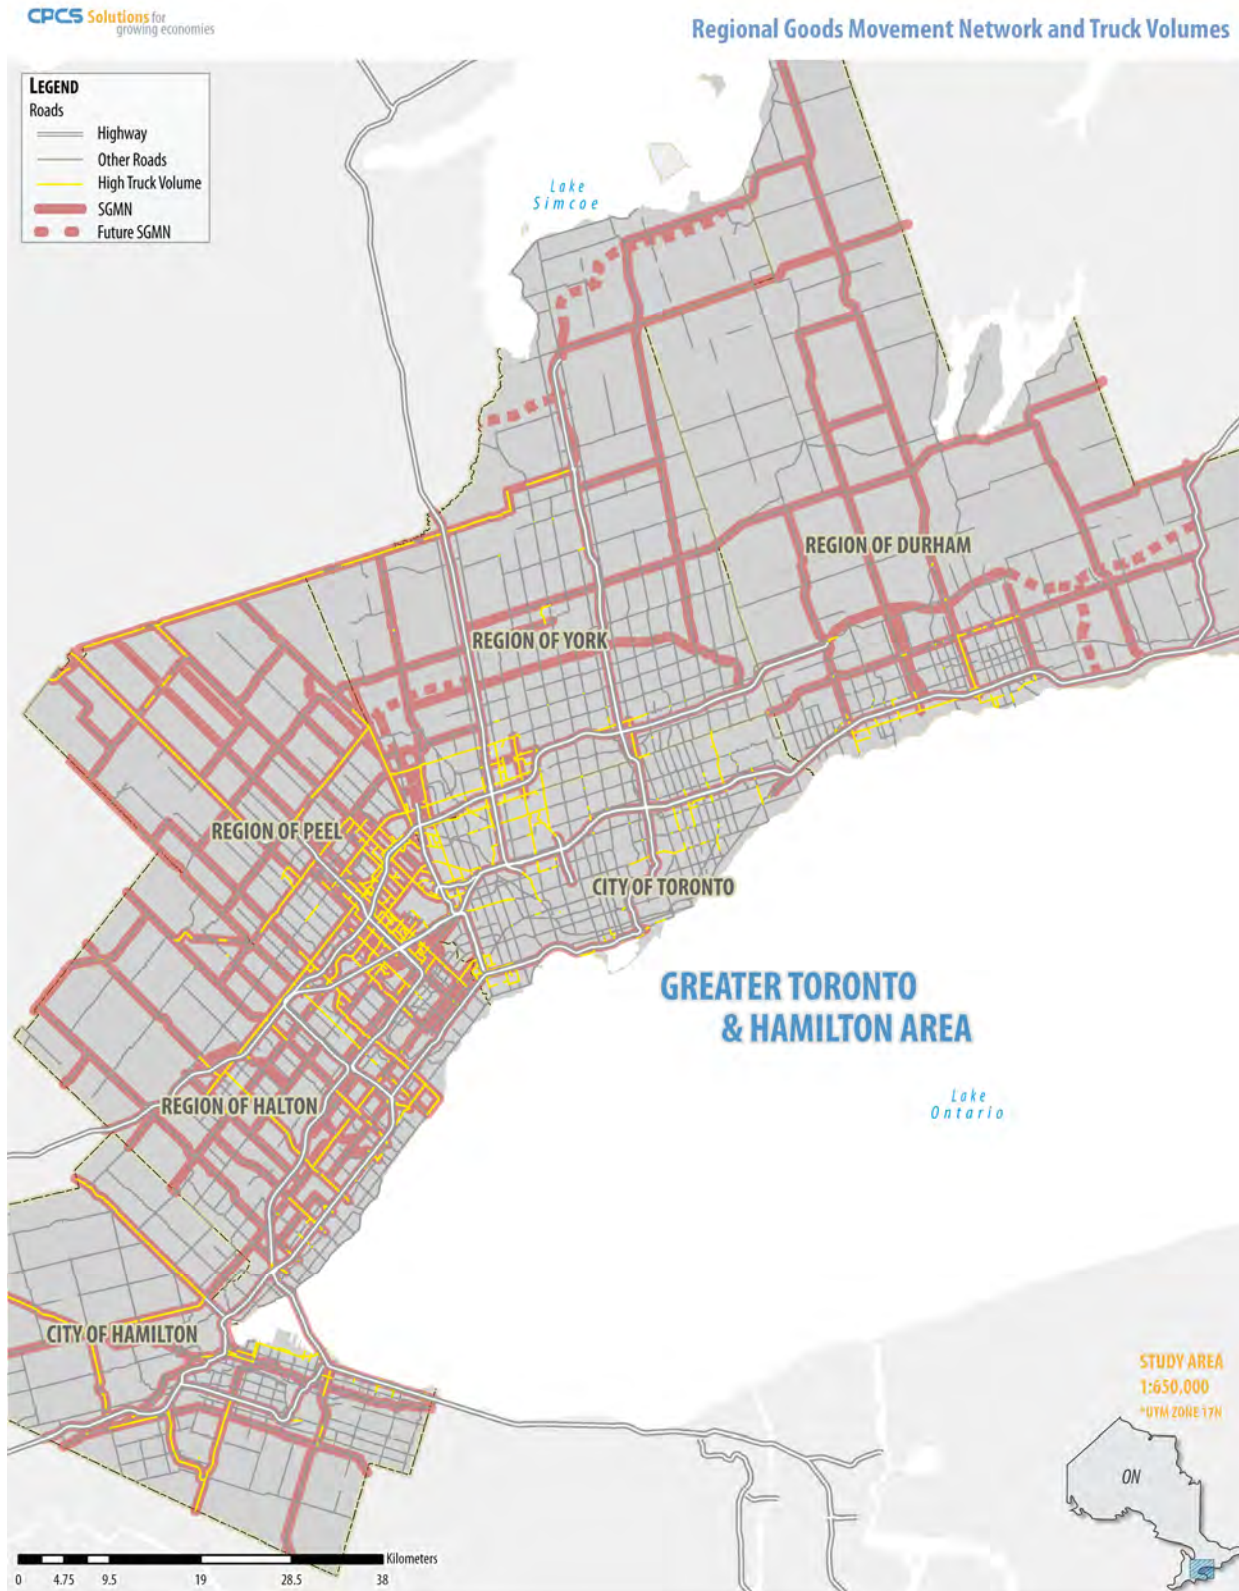 CPCS Solutions for
growing economies
Regional Goods Movement Network and Truck Volumes
LEGEND
Roads
Highway
Other Roads
High Truck Volume
SGMN
Future SGMN
Lake
Simcoe
REGION OF DURHAM
REGION OF YORK
REGION OF PEEL
CITY OF TORONTO
GREATER TORONTO
& HAMILTON AREA
Lake
Ontario
REGION OF HALTON
CITY OF HAMILTON
STUDY AREA
1:650,000
*UTM ZONE 17N
ON
Kilometers
0 4.75 9.5 19 28.5 38